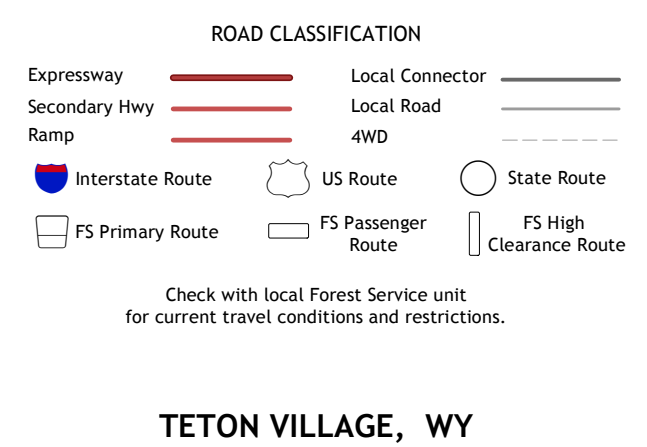 ROAD CLASSIFICATION
Expressway
Local Connector
Secondary Hwy
Local Road
Ramp
4WD
Interstate Route
US Route
State Route
FS Primary Route
FS Passenger
Route
FS High
Clearance Route
Check with local Forest Service unit
for current travel conditions and restrictions.
TETON VILLAGE, WY